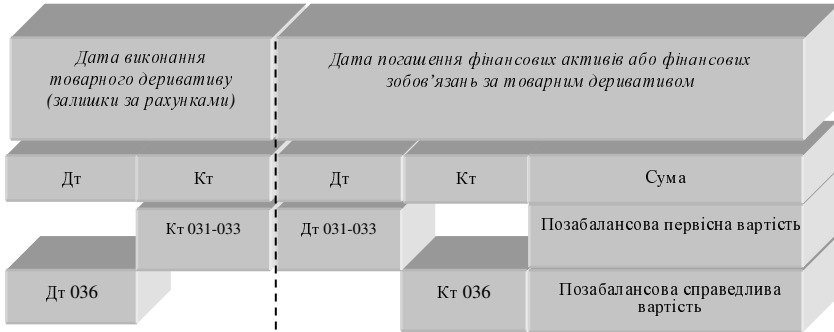 Дата виконання
товарного деривативу
(залишки за рахунками)
Дата погашення фінансових активів або фінансових
зобов’язань за товарним деривативом
Дт Кт Дт Кт Сума
Кт 031-033 Дт 031-033 Позабалансова первісна вартість
Дт 036 Кт 036 Позабалансова справедлива
вартість